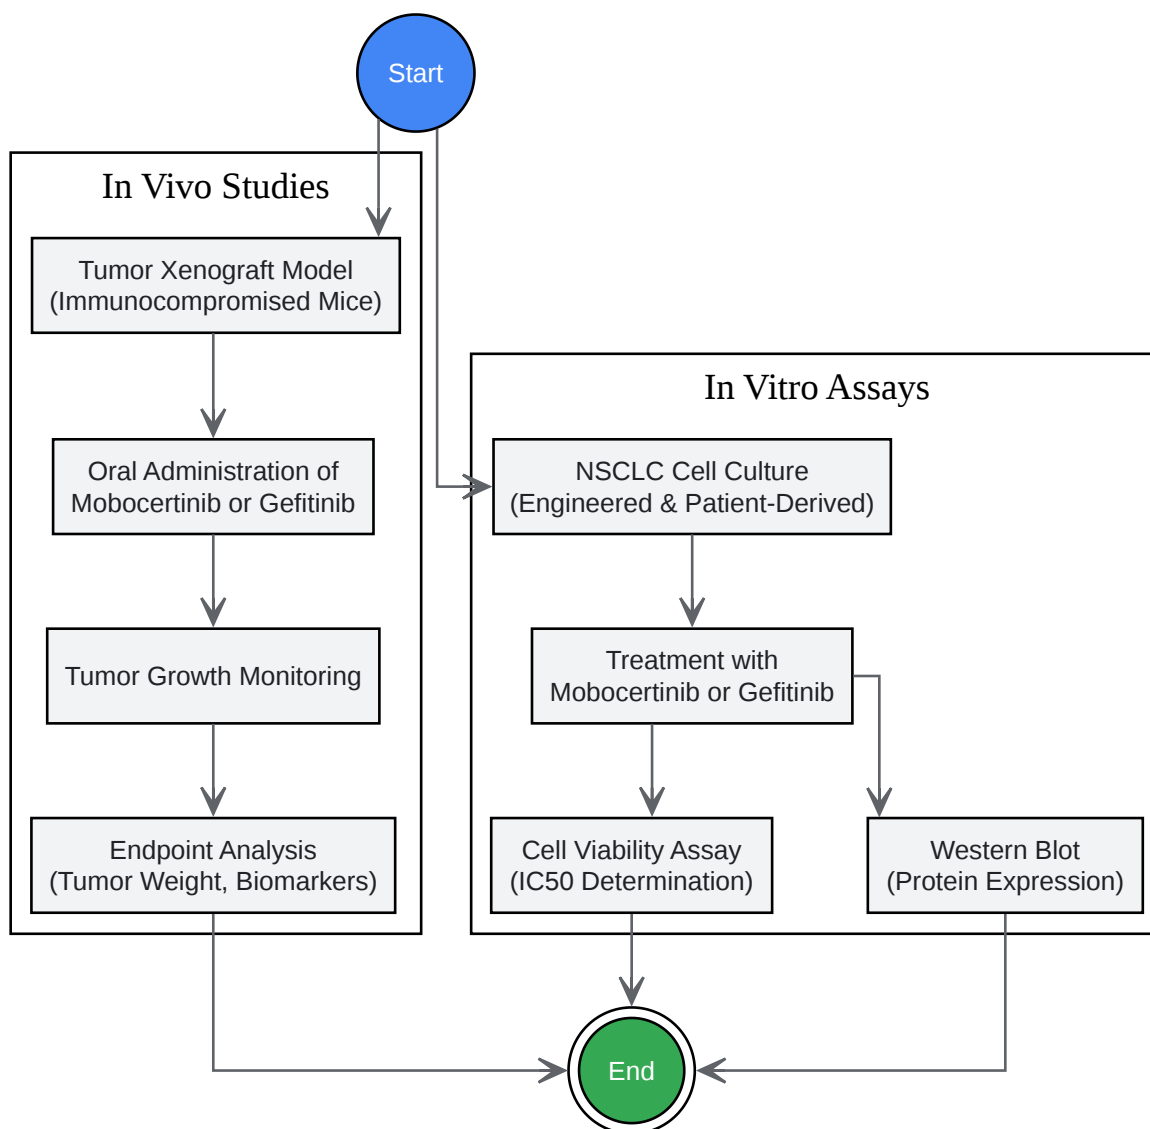 Start
In Vivo Studies
Tumor Xenograft Model
(Immunocompromised Mice)
Oral Administration of
Mobocertinib or Gefitinib
Tumor Growth Monitoring
Endpoint Analysis
(Tumor Weight, Biomarkers)
In Vitro Assays
NSCLC Cell Culture
(Engineered & Patient-Derived)
Treatment with
Mobocertinib or Gefitinib
Cell Viability Assay
(IC50 Determination)
Western Blot
(Protein Expression)
End